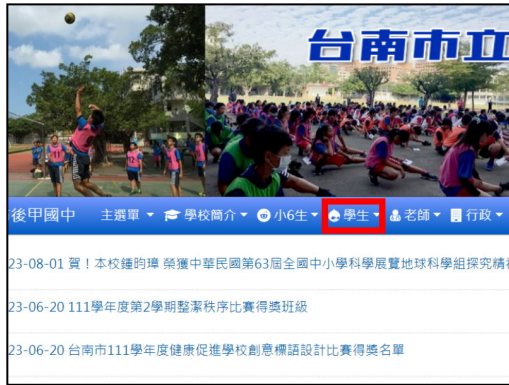 台南市立
後甲國中 主選單 學校簡介 小6生 學生 老師 行政
23-08-01 賀！本校鍾昀璋 榮獲中華民國第63屆全國中小學科學展覽地球科學組探究精
23-06-20 111學年度第2學期整潔秩序比賽得獎班級
23-06-20 台南市111學年度健康促進學校創意標語設計比賽得獎名單